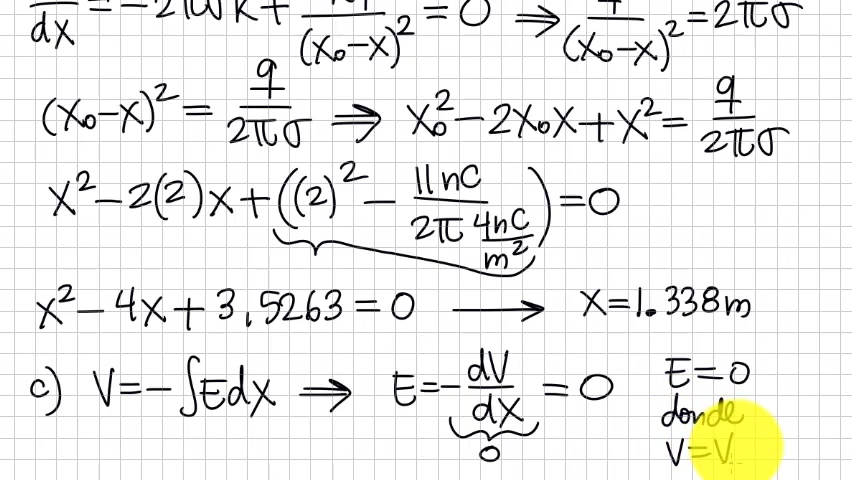 dx = -2πσk + (x₀-x)² = 0 ⟹ (x₀-x)² = 2πσ
(x₀-x)² = q/2πσ ⟹ x₀² - 2x₀x + x² = q/2πσ
x² - 2(2)x + ((2)² - 11nC/2π 4nC/m²) = 0
x² - 4x + 3,5263 = 0 ⟶ x = 1.338m
c) V = -∫Edx ⟹ E = -dV/dx = 0
0
E=0
donde
V=V